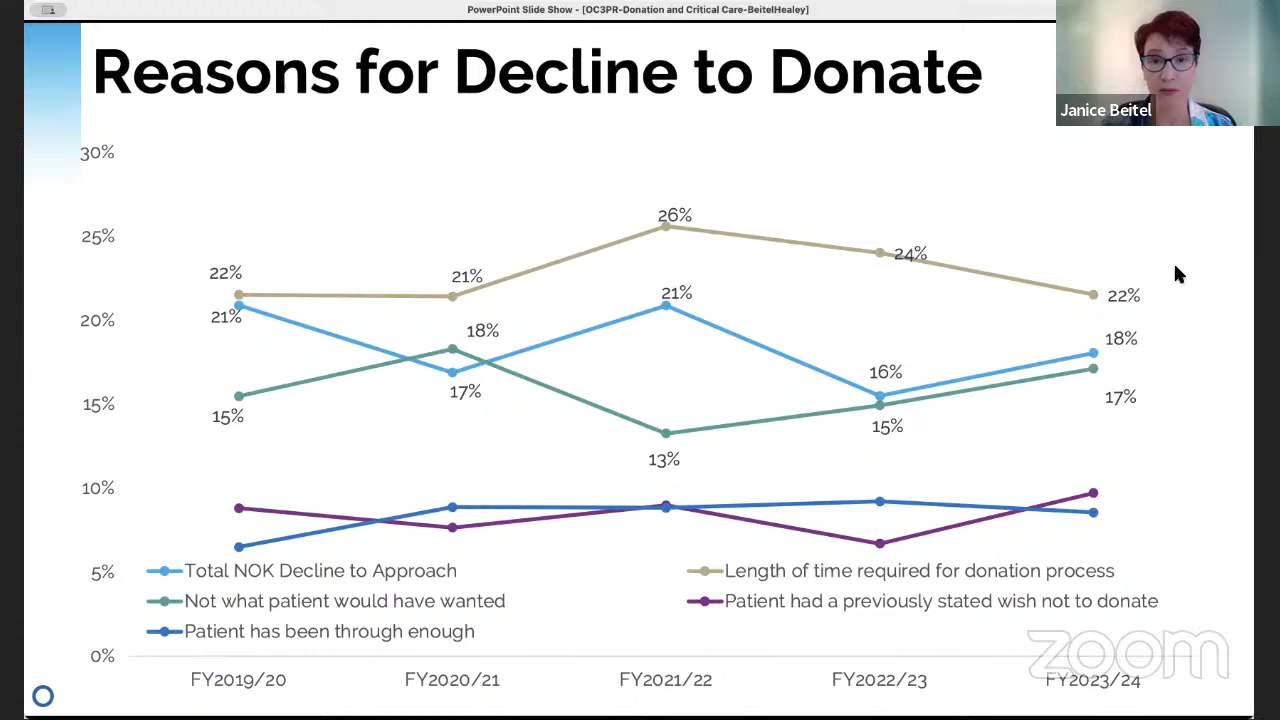 PowerPoint Slide Show - [OC3PR-Donation and Critical Care-BeitelHealey]
Reasons for Decline to Donate
Janice Beitel
30%
25%
20%
15%
10%
5%
0%
22%
21%
26%
24%
22%
21%
17%
21%
16%
18%
15%
18%
13%
15%
17%
Total NOK Decline to Approach
Length of time required for donation process
Not what patient would have wanted
Patient had a previously stated wish not to donate
Patient has been through enough
FY2019/20
FY2020/21
FY2021/22
FY2022/23
FY2023/24
zoom